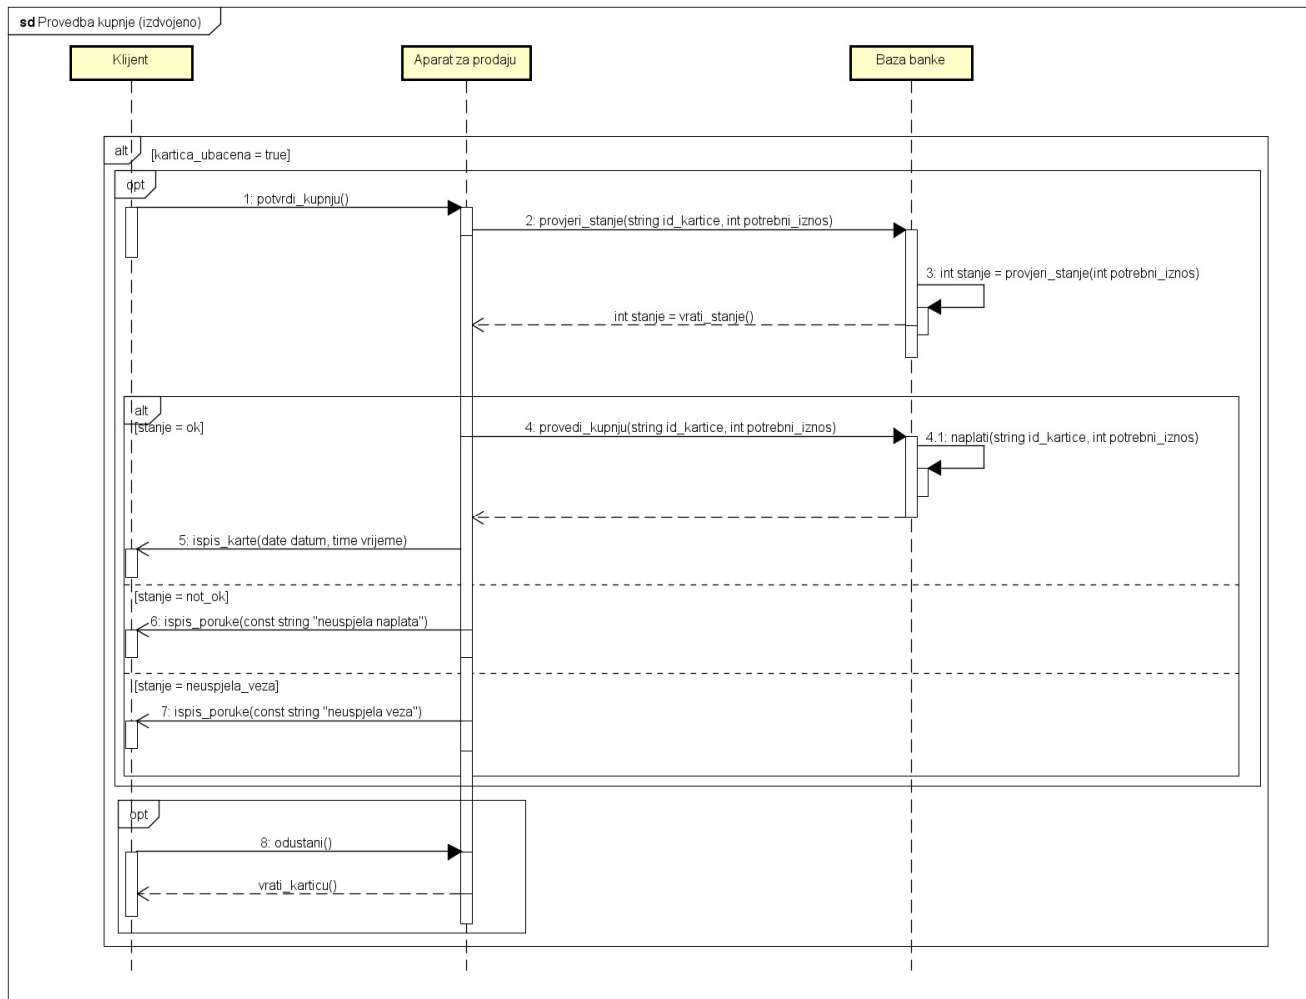 sd Provedba kupnje (izdvojeno)
Klijent
Aparat za prodaju
Baza banke
alt
[kartica_ubacena = true]
opt
1: potvrdi_kupnju()
2: provjeri_stanje(string id_kartice, int potrebni_iznos)
3: int stanje = provjeri_stanje(int potrebni_iznos)
int stanje = vrati_stanje()
alt
[stanje = ok]
4: provedi_kupnju(string id_kartice, int potrebni_iznos)
4.1: naplati(string id_kartice, int potrebni_iznos)
5: ispis_karte(date datum, time vrijeme)
[stanje = not_ok]
6: ispis_poruke(const string "neuspjela naplata")
[stanje = neuspjela_veza]
7: ispis_poruke(const string "neuspjela veza")
opt
8: odustani()
vrati_karticu()